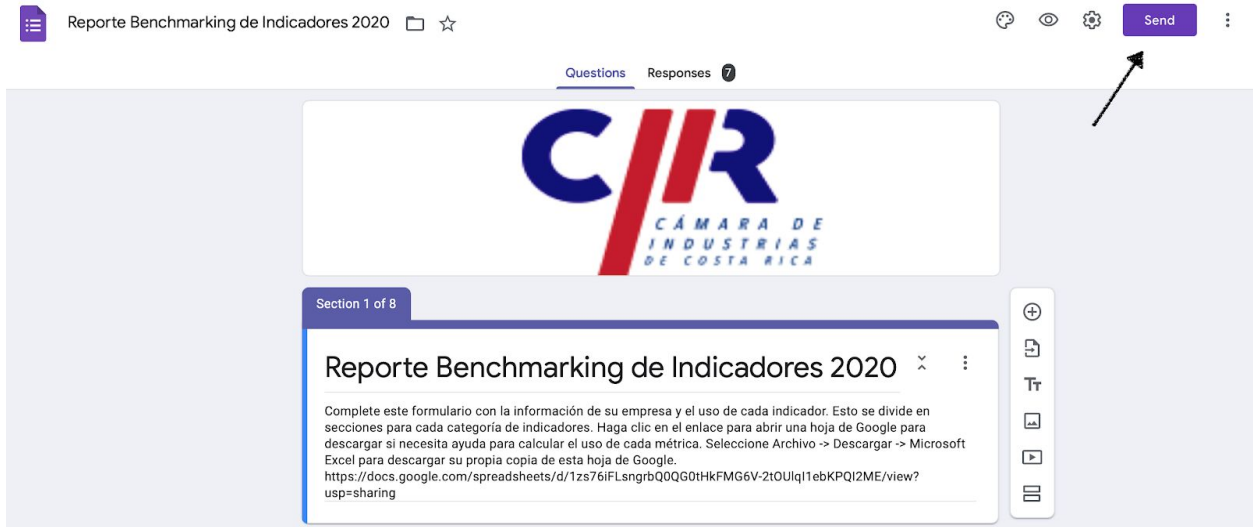 Reporte Benchmarking de Indicadores 2020
Send
Questions Responses 7
CIR
CÁMARA DE
INDUSTRIAS
DE COSTA RICA
Section 1 of 8
Reporte Benchmarking de Indicadores 2020
Complete este formulario con la información de su empresa y el uso de cada indicador. Esto se divide en
secciones para cada categoría de indicadores. Haga clic en el enlace para abrir una hoja de Google para
descargar si necesita ayuda para calcular el uso de cada métrica. Seleccione Archivo -> Descargar -> Microsoft
Excel para descargar su propia copia de esta hoja de Google.
https://docs.google.com/spreadsheets/d/1zs76iFLsngrbQ0QG0tHkFMG6V-2tOUlqI1ebKPQI2ME/view?
usp=sharing
Tт